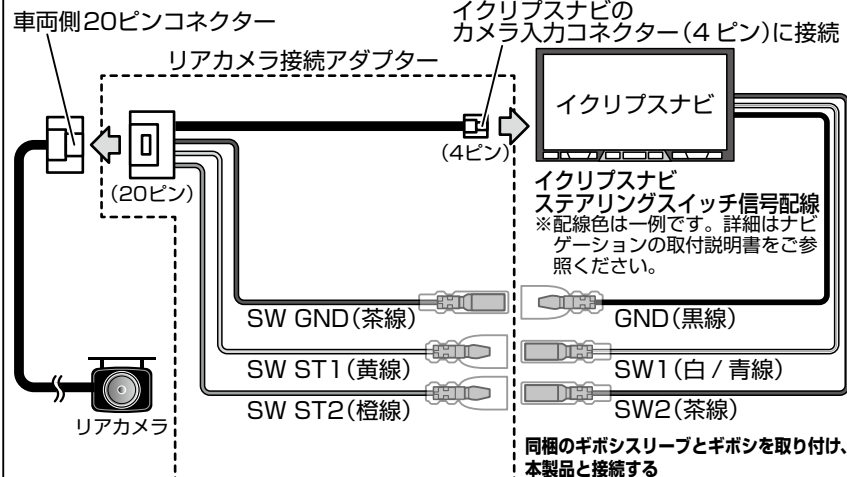 車両側20ピンコネクター
イクリプスナビの
カメラ入力コネクター(4 ピン)に接続
リアカメラ接続アダプター
イクリプスナビ
(4ピン)
(20ピン)
イクリプスナビ
ステアリングスイッチ信号配線
※配線色は一例です。詳細はナビ
ゲーションの取付説明書をご参
照ください。
SW GND(茶線)
GND(黒線)
SW ST1(黄線)
SW1(白 / 青線)
SW ST2(橙線)
SW2(茶線)
リアカメラ
同梱のギボシスリーブとギボシを取り付け、
本製品と接続する